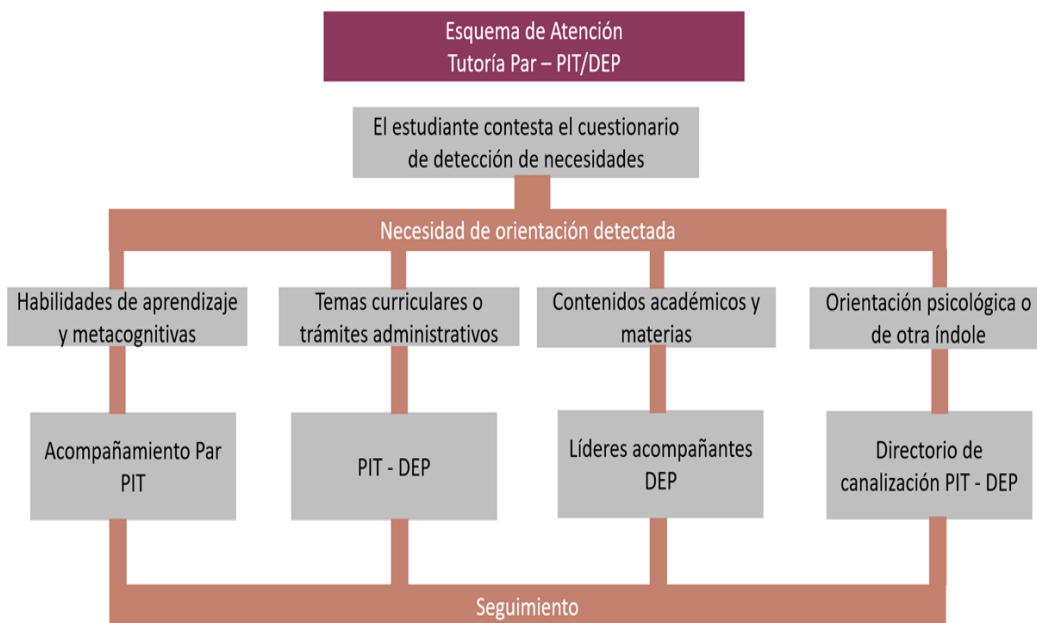 Esquema de Atención
Tutoría Par – PIT/DEP
El estudiante contesta el cuestionario
de detección de necesidades
Necesidad de orientación detectada
Habilidades de aprendizaje
y metacognitivas
Temas curriculares o
trámites administrativos
Contenidos académicos y
materias
Orientación psicológica o
de otra índole
Acompañamiento Par
PIT
PIT - DEP
Líderes acompañantes
DEP
Directorio de
canalización PIT - DEP
Seguimiento